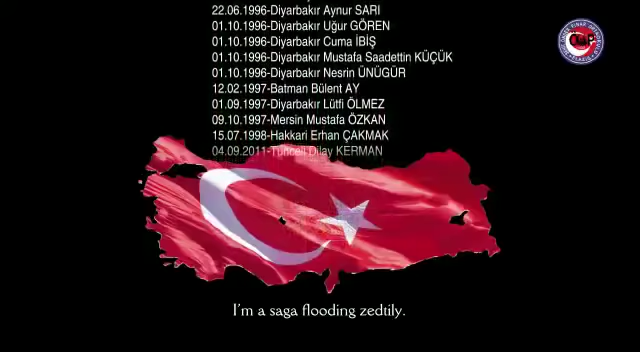 22.06.1996-Diyarbakır Aynur SARI
01.10.1996-Diyarbakır Uğur GÖREN
01.10.1996-Diyarbakır Cuma İBİŞ
01.10.1996-Diyarbakır Mustafa Saadettin KÜÇÜK
01.10.1996-Diyarbakır Nesrin ÜNÜGÜR
12.02.1997-Batman Bülent AY
01.09.1997-Diyarbakır Lütfi ÖLMEZ
09.10.1997-Mersin Mustafa ÖZKAN
15.07.1998-Hakkari Erhan ÇAKMAK
04.09.2011-Tunceli Dilay KERMAN
I'm a saga flooding zedtily.